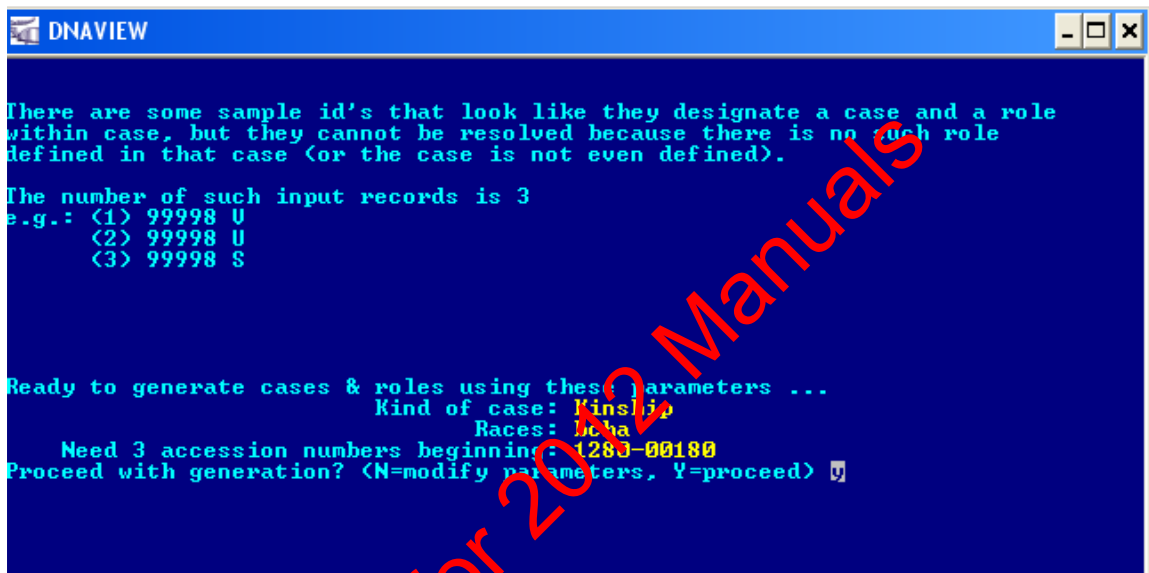 DNAVIEW
There are some sample id's that look like they designate a case and a role
within case, but they cannot be resolved because there is no such role
defined in that case (or the case is not even defined).
The number of such input records is 3
e.g.: (1) 99998 V
(2) 99998 U
(3) 99998 S
Ready to generate cases & roles using these parameters ...
Kind of case: Kinship
Races: bcha
Need 3 accession numbers beginning: 1280-00180
Proceed with generation? (N=modify parameters, Y=proceed) y
for 2012 Manuals